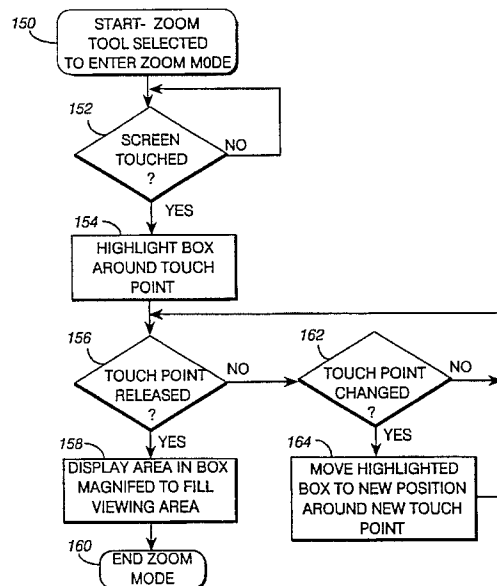 150
START- ZOOM
TOOL SELECTED
TO ENTER ZOOM MODE
152
SCREEN
TOUCHED
?
NO
YES
154
HIGHLIGHT BOX
AROUND TOUCH
POINT
156
TOUCH POINT
RELEASED
?
NO
YES
162
TOUCH POINT
CHANGED
?
NO
YES
158
DISPLAY AREA IN BOX
MAGNIFED TO FILL
VIEWING AREA
164
MOVE HIGHLIGHTED
BOX TO NEW POSITION
AROUND NEW TOUCH
POINT
160
END ZOOM
MODE